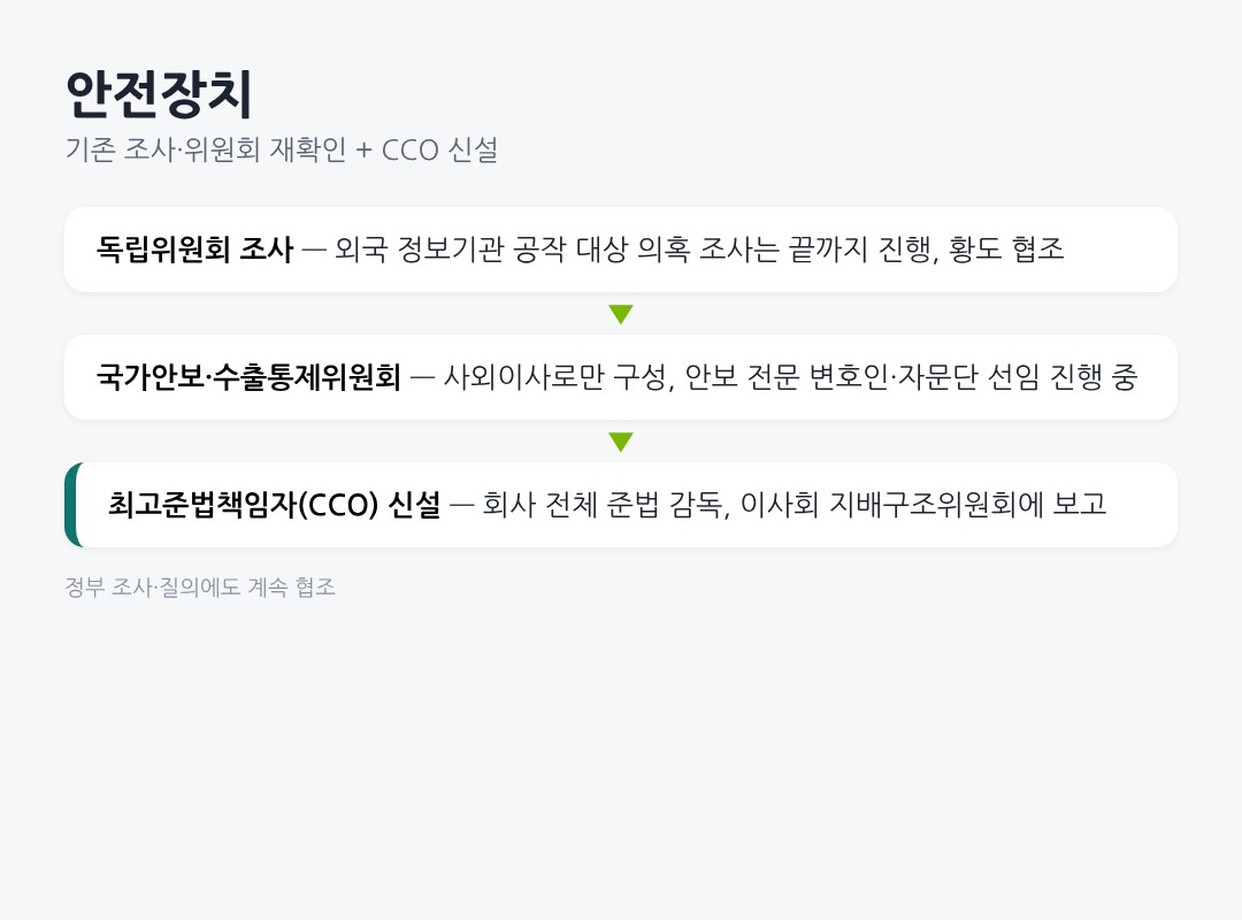 안전장치
기존 조사·위원회 재확인 + CCO 신설
독립위원회 조사 — 외국 정보기관 공작 대상 의혹 조사는 끝까지 진행, 황도 협조
국가안보·수출통제위원회 — 사외이사로만 구성, 안보 전문 변호인·자문단 선임 진행 중
최고준법책임자(CCO) 신설 — 회사 전체 준법 감독, 이사회 지배구조위원회에 보고
정부 조사·질의에도 계속 협조